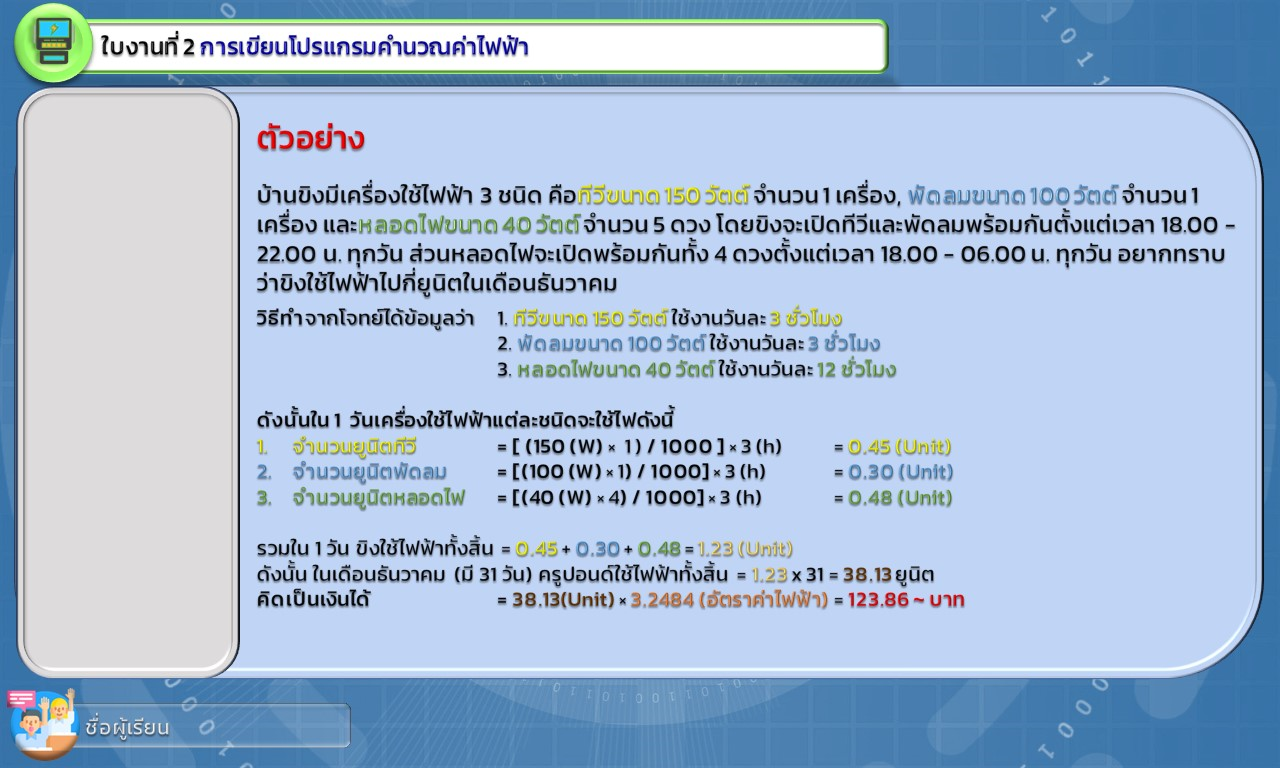 ใบงานที่ 2 การเขียนโปรแกรมคำนวณค่าไฟฟ้า
ตัวอย่าง
บ้านขิงมีเครื่องใช้ไฟฟ้า 3 ชนิด คือทีวีขนาด 150 วัตต์ จำนวน 1 เครื่อง, พัดลมขนาด 100 วัตต์ จำนวน 1
เครื่อง และหลอดไฟขนาด 40 วัตต์ จำนวน 5 ดวง โดยขิงจะเปิดทีวีและพัดลมพร้อมกันตั้งแต่เวลา 18.00 -
22.00 น. ทุกวัน ส่วนหลอดไฟจะเปิดพร้อมกันทั้ง 4 ดวงตั้งแต่เวลา 18.00 - 06.00 น. ทุกวัน อยากทราบ
ว่าขิงใช้ไฟฟ้าไปกี่ยูนิตในเดือนธันวาคม
วิธีทำ จากโจทย์ได้ข้อมูลว่า 1. ทีวีขนาด 150 วัตต์ ใช้งานวันละ 3 ชั่วโมง
2. พัดลมขนาด 100 วัตต์ ใช้งานวันละ 3 ชั่วโมง
3. หลอดไฟขนาด 40 วัตต์ ใช้งานวันละ 12 ชั่วโมง
ดังนั้นใน 1 วันเครื่องใช้ไฟฟ้าแต่ละชนิดจะใช้ไฟดังนี้
1. จำนวนยูนิตทีวี = [ (150 (W) × 1 ) / 1000 ] × 3 (h) = 0.45 (Unit)
2. จำนวนยูนิตพัดลม = [(100 (W) × 1) / 1000] × 3 (h) = 0.30 (Unit)
3. จำนวนยูนิตหลอดไฟ = [(40 (W) × 4) / 1000] × 3 (h) = 0.48 (Unit)
รวมใน 1 วัน ขิงใช้ไฟฟ้าทั้งสิ้น = 0.45 + 0.30 + 0.48 = 1.23 (Unit)
ดังนั้น ในเดือนธันวาคม (มี 31 วัน) ครูปอนด์ใช้ไฟฟ้าทั้งสิ้น = 1.23 x 31 = 38.13 ยูนิต
คิดเป็นเงินได้ = 38.13(Unit) × 3.2484 (อัตราค่าไฟฟ้า) = 123.86 ~ บาท
ชื่อผู้เรียน